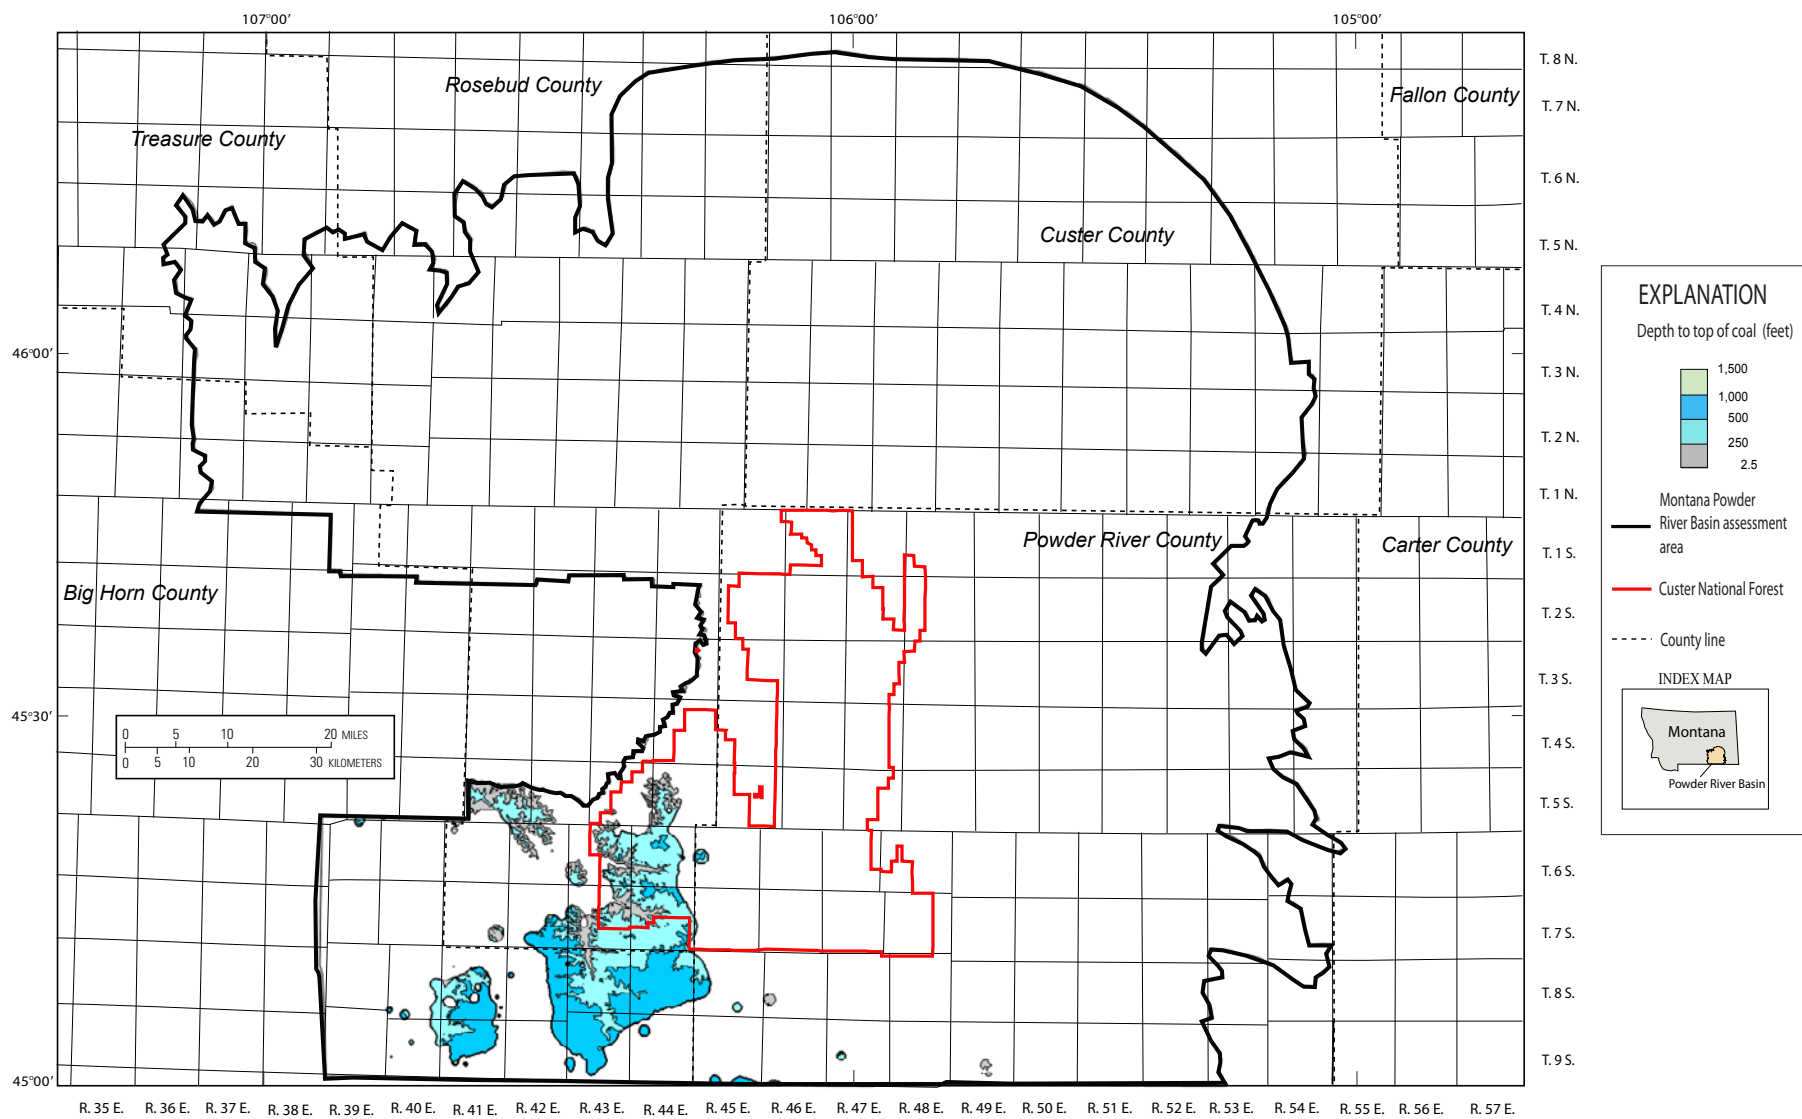 107°00′ 106°00′ 105°00′
T. 8 N.
Rosebud County
Fallon County
T. 7 N.
Treasure County
T. 6 N.
Custer County
T. 5 N.
T. 4 N.
46°00′
T. 3 N.
T. 2 N.
T. 1 N.
Powder River County
Carter County
T. 1 S.
Big Horn County
T. 2 S.
T. 3 S.
45°30′
T. 4 S.
T. 5 S.
T. 6 S.
T. 7 S.
T. 8 S.
T. 9 S.
45°00′
0 5 10 20 MILES
0 5 10 20 30 KILOMETERS
R. 35 E. R. 36 E. R. 37 E. R. 38 E. R. 39 E. R. 40 E. R. 41 E. R. 42 E. R. 43 E. R. 44 E. R. 45 E. R. 46 E. R. 47 E. R. 48 E. R. 49 E. R. 50 E. R. 51 E. R. 52 E. R. 53 E. R. 54 E. R. 55 E. R. 56 E. R. 57 E.
EXPLANATION
Depth to top of coal (feet)
1,500
1,000
500
250
2.5
Montana Powder
River Basin assessment
area
Custer National Forest
County line
INDEX MAP
Montana
Powder River Basin